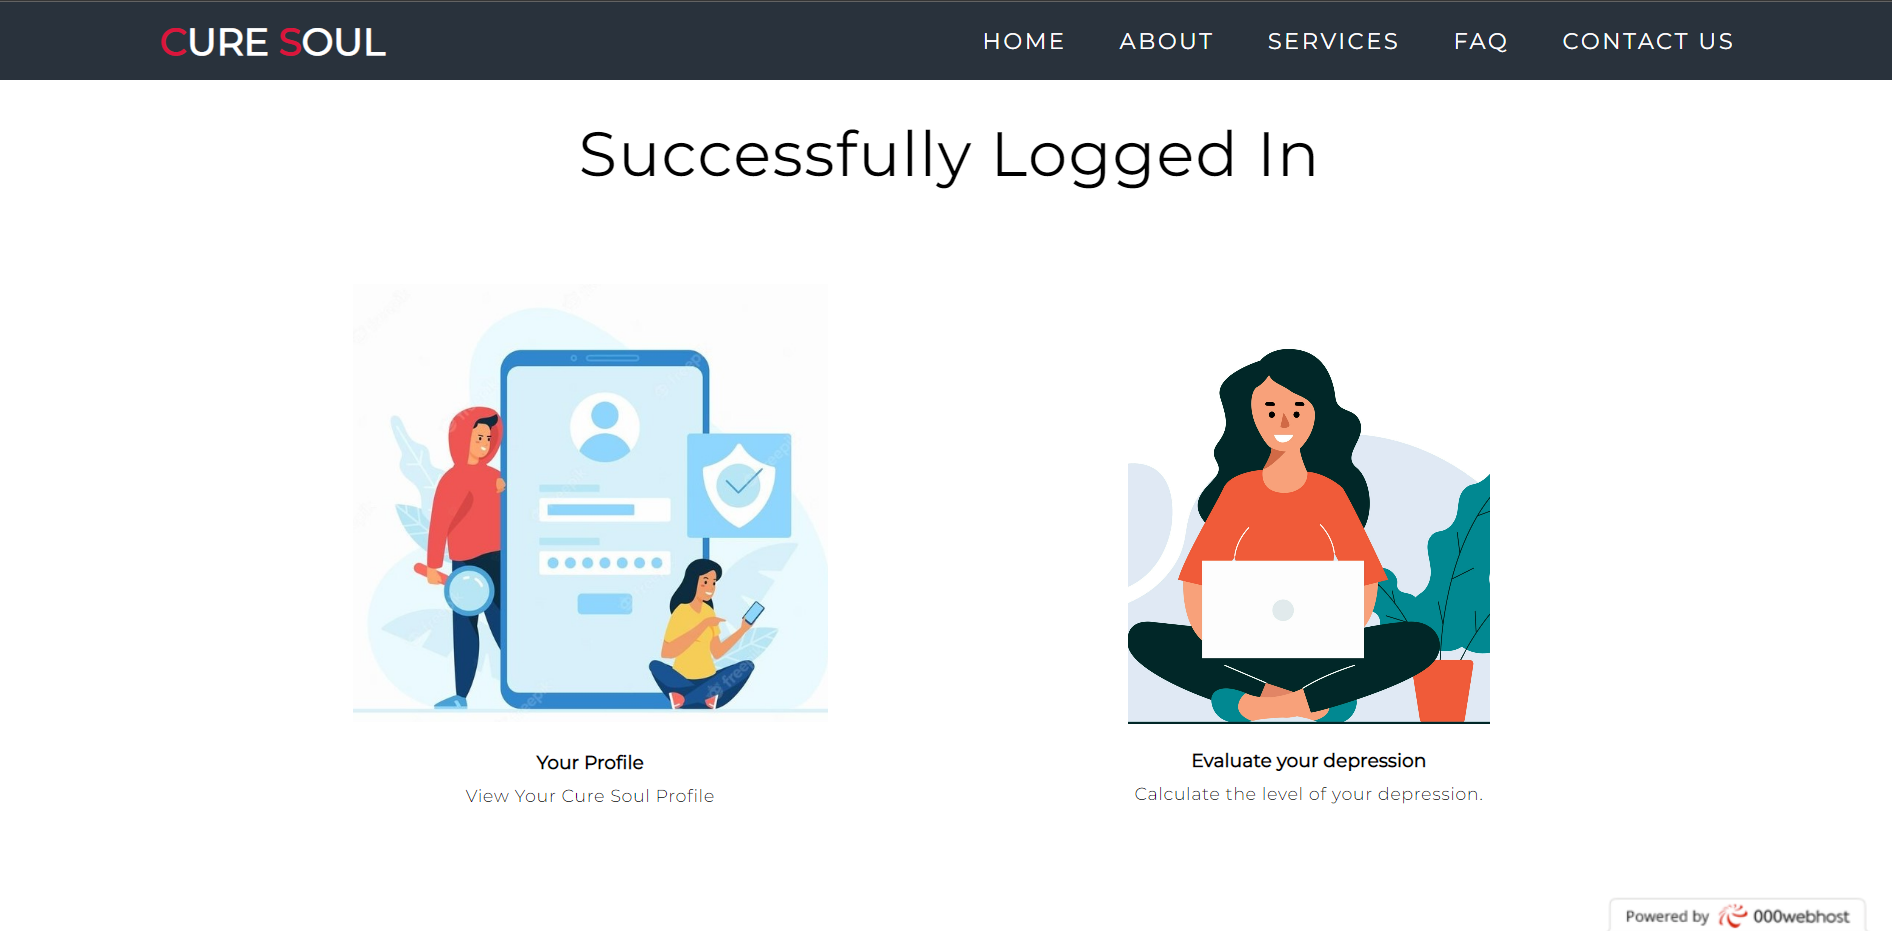 CURE SOUL
HOME ABOUT SERVICES FAQ CONTACT US
Successfully Logged In
Your Profile
View Your Cure Soul Profile
Evaluate your depression
Calculate the level of your depression.
Powered by 000webhost